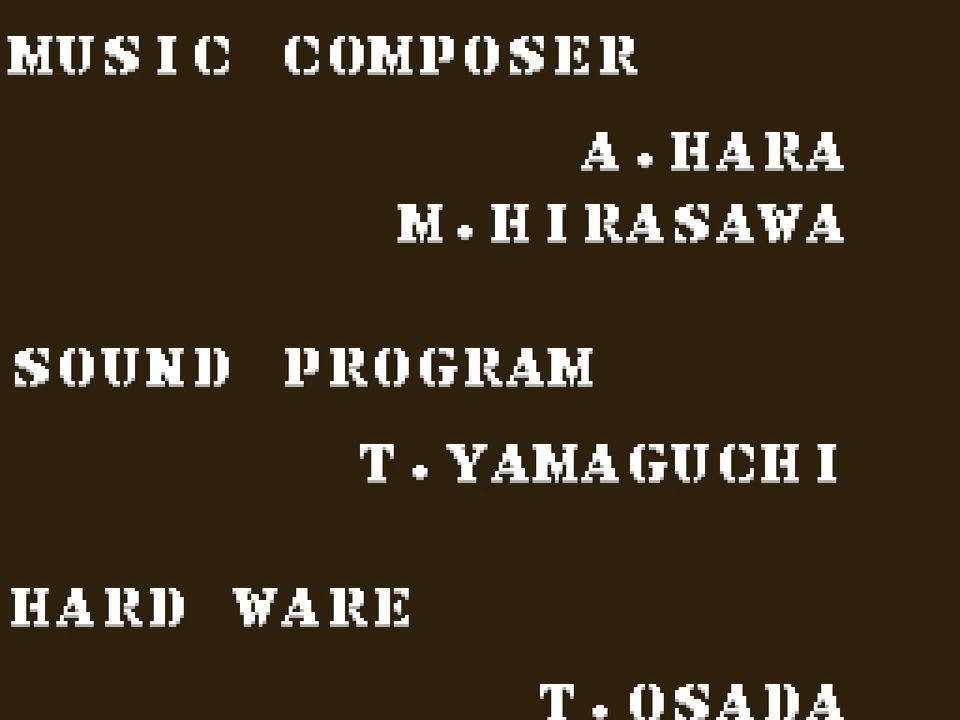 MUSIC COMPOSER
A.HARA
M.HIRASAWA
SOUND PROGRAM
T.YAMAGUCHI
HARD WARE
T.OSADA